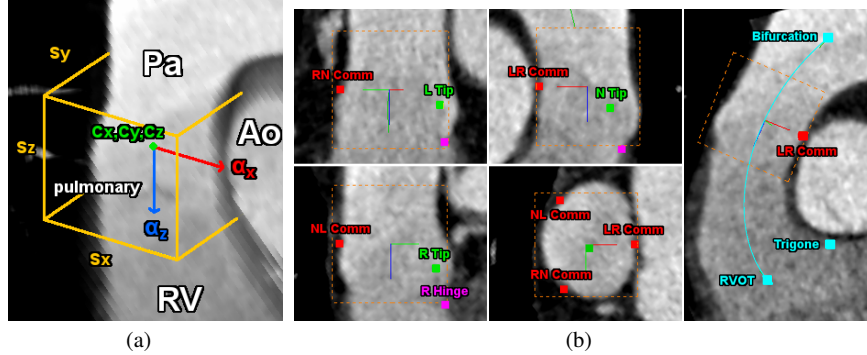 Pa
Sy
Sz
Cx,Cy,Cz
Ao
αx
pulmonary
αz
Sx
RV
(a)
RN Comm
L Tip
LR Comm
N Tip
NL Comm
R Tip
R Hinge
NL Comm
LR Comm
RN Comm
Bifurcation
LR Comm
Trigone
RVOT
(b)